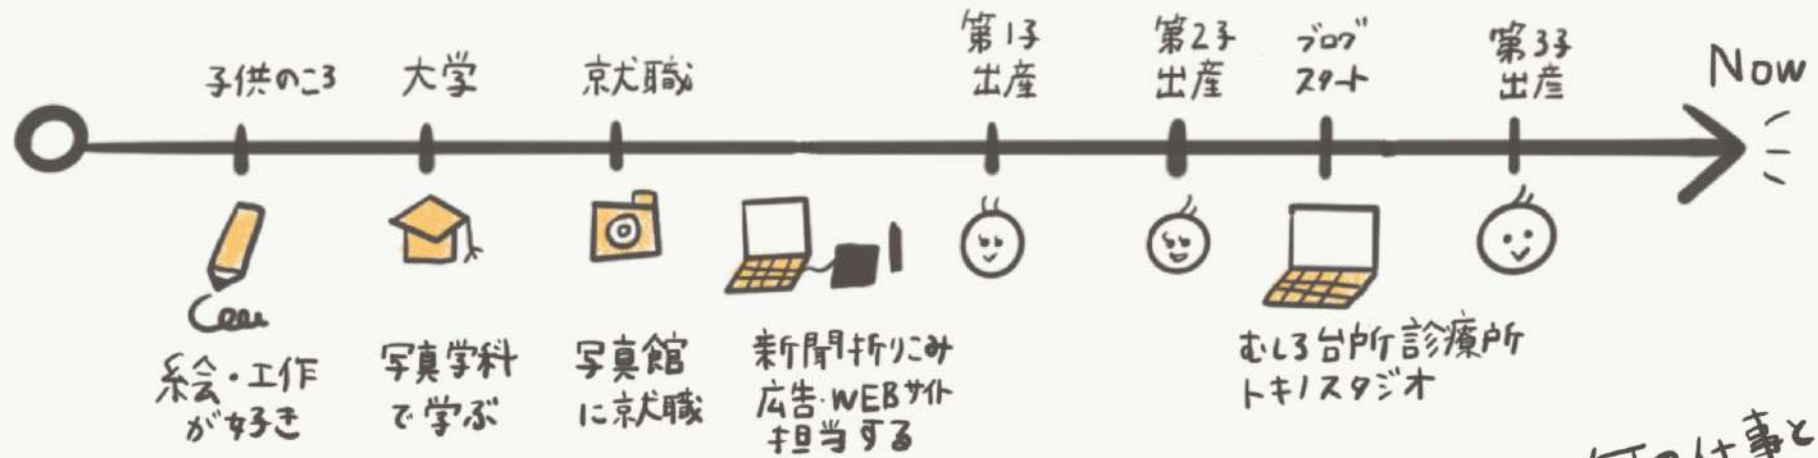 子供のころ
大学
就職
第1子
出産
第2子
出産
ブログ
スタート
第3子
出産
Now
絵・工作
が好き
写真学科
で学ぶ
写真館
に就職
新聞折りこみ
広告・WEBサイト
担当する
むしろ台所診療所
トキノスタジオ
の仕事と